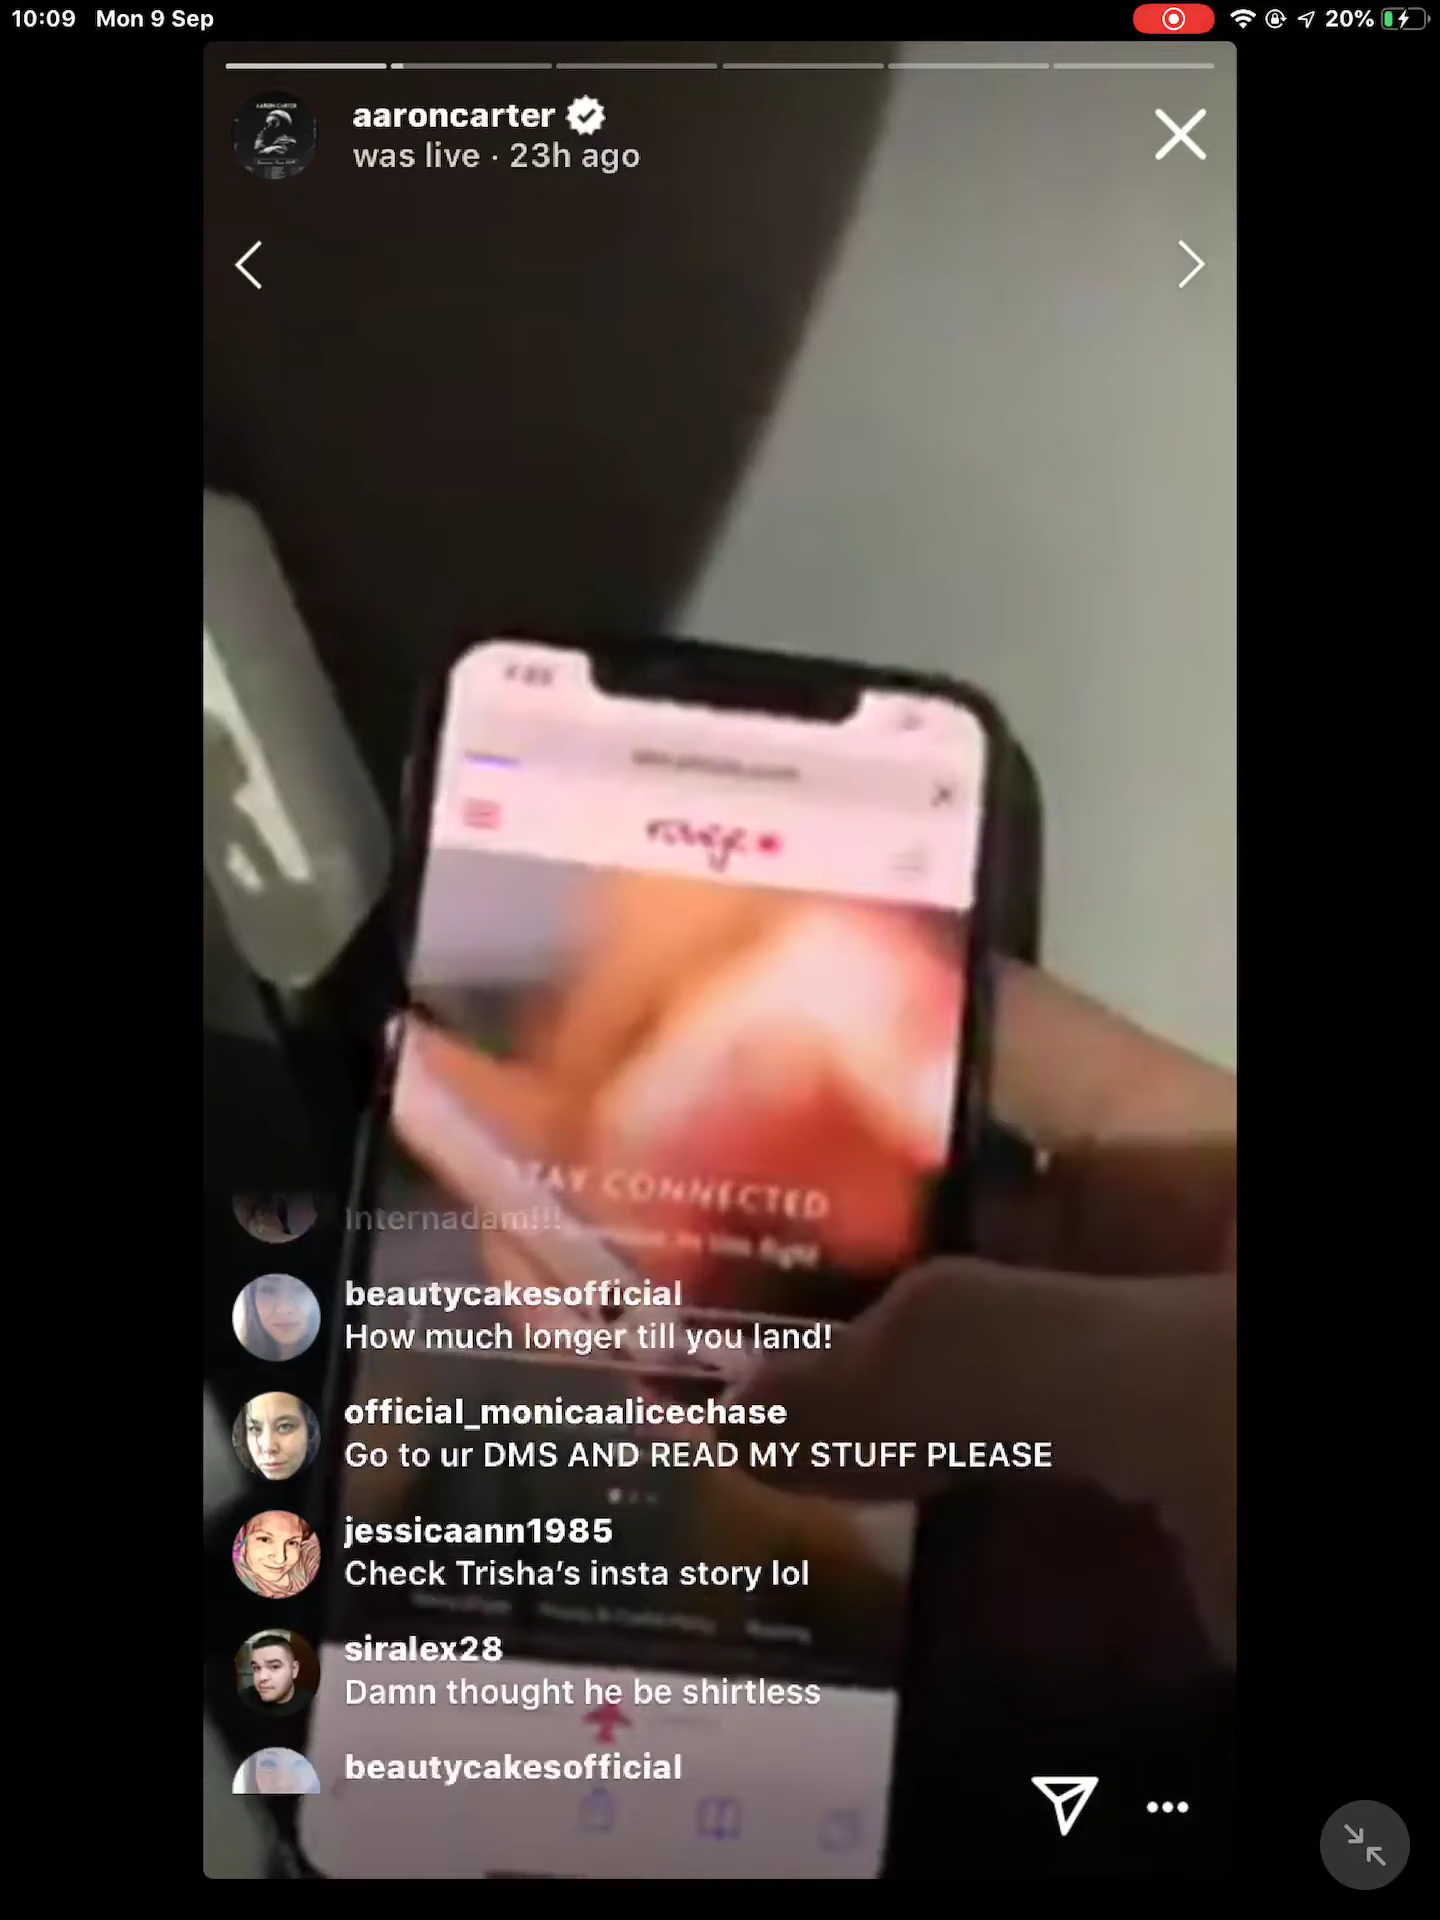 10:09 Mon 9 Sep
20%
aaroncarter
was live · 23h ago
rouge
STAY CONNECTED
flight
Internadam!!!
beautycakesofficial
How much longer till you land!
official_monicaalicechase
Go to ur DMS AND READ MY STUFF PLEASE
jessicaann1985
Check Trisha's insta story lol
siralex28
Damn thought he be shirtless
beautycakesofficial